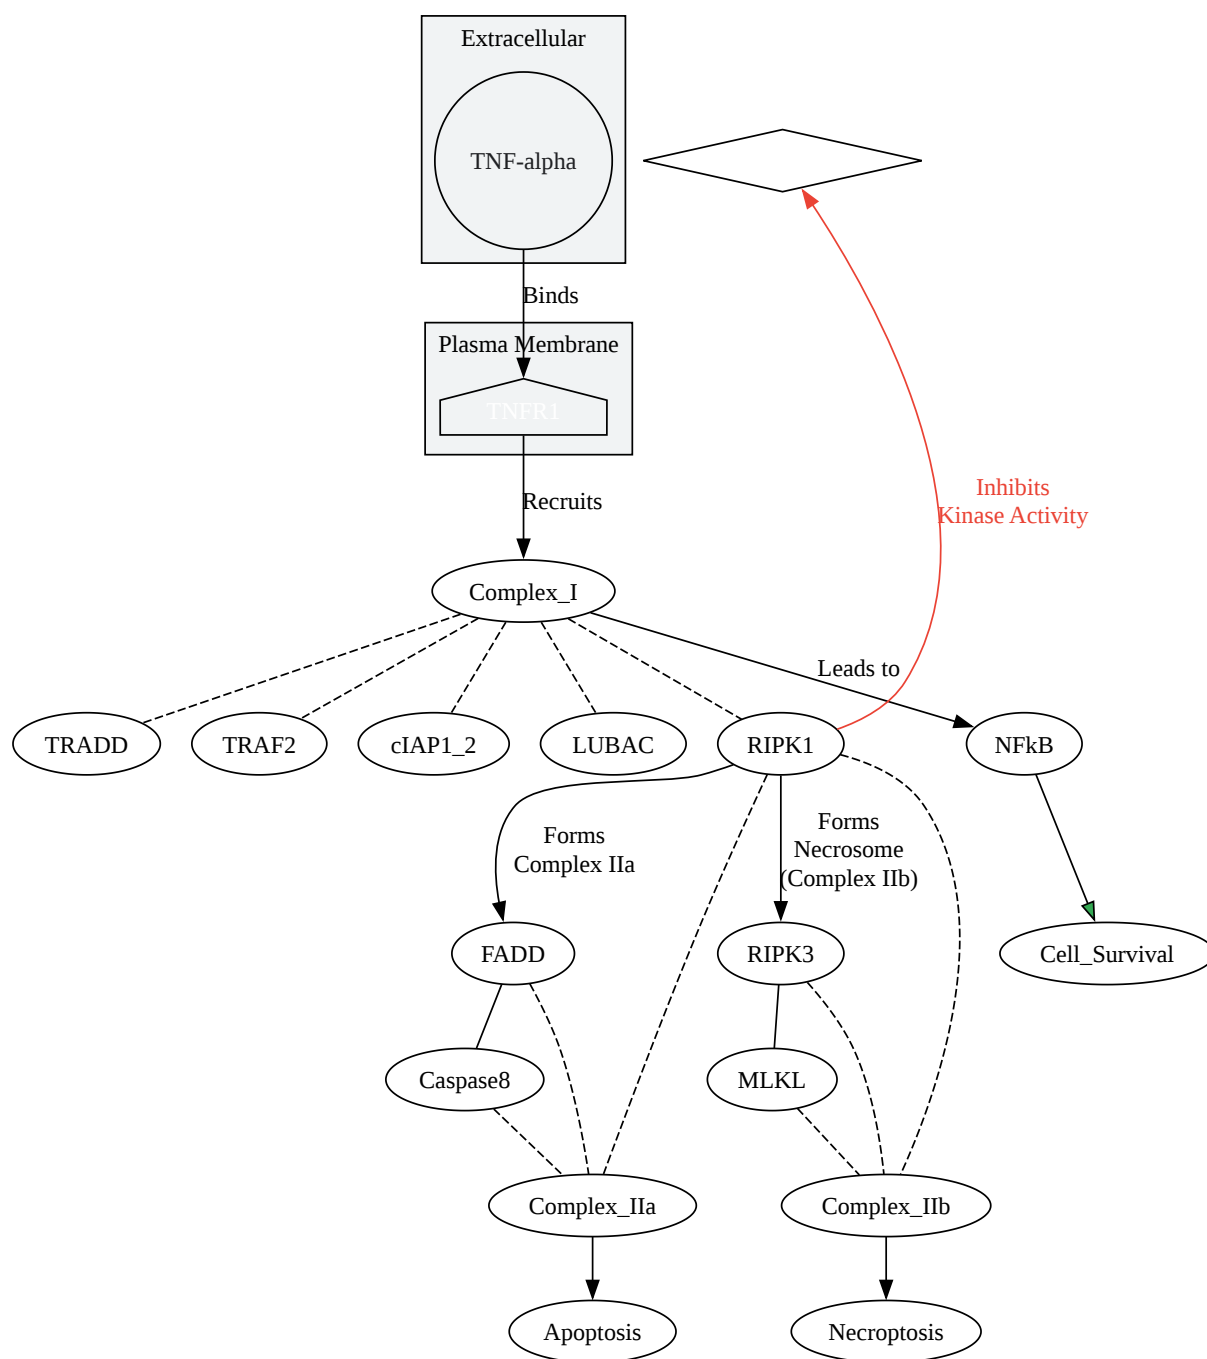 Extracellular
TNF-alpha
Binds
Plasma Membrane
TNFR1
Inhibits
Kinase Activity
Recruits
Complex_I
Leads to
TRADD
TRAF2
cIAP1_2
LUBAC
RIPK1
NFkB
Forms
Complex IIa
Forms
Necrosome
(Complex IIb)
FADD
RIPK3
Cell_Survival
Caspase8
MLKL
Complex_IIa
Complex_IIb
Apoptosis
Necroptosis